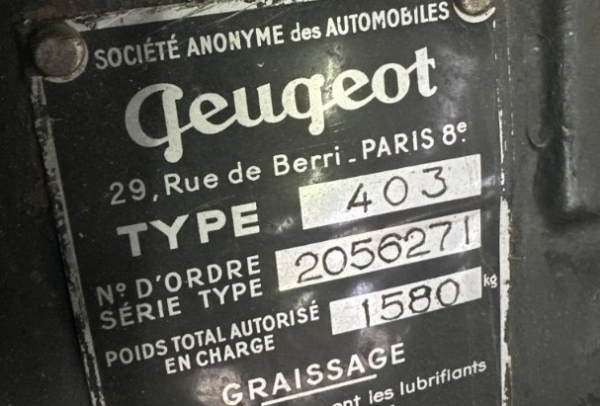 SOCIÉTÉ ANONYME des AUTOMOBILES
Peugeot
29, Rue de Berri - PARIS 8e
TYPE 403
No D'ORDRE
SÉRIE TYPE 2056271
POIDS TOTAL AUTORISÉ
EN CHARGE 1580 kg
GRAISSAGE
les lubrifiants